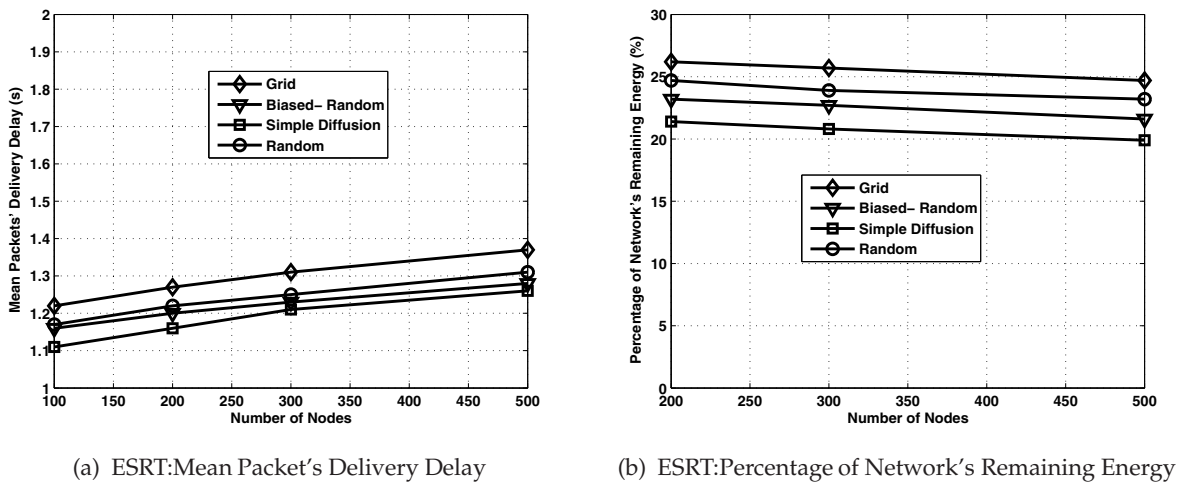 2
1.9
1.8
1.7
1.6
1.5
1.4
1.3
1.2
1.1
1
100 150 200 250 300 350 400 450 500
Mean Packets' Delivery Delay (s)
Number of Nodes
Grid
Biased- Random
Simple Diffusion
Random
(a) ESRT:Mean Packet's Delivery Delay
30
25
20
15
10
5
0
200 250 300 350 400 450 500
Percentage of Network's Remaining Energy (%)
Number of Nodes
Grid
Biased- Random
Simple Diffusion
Random
(b) ESRT:Percentage of Network's Remaining Energy